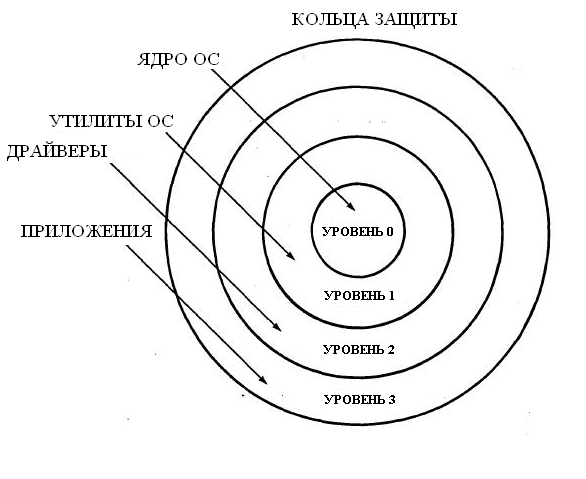 КОЛЬЦА ЗАЩИТЫ
ЯДРО ОС
УТИЛИТЫ ОС
ДРАЙВЕРЫ
ПРИЛОЖЕНИЯ
УРОВЕНЬ 0
УРОВЕНЬ 1
УРОВЕНЬ 2
УРОВЕНЬ 3